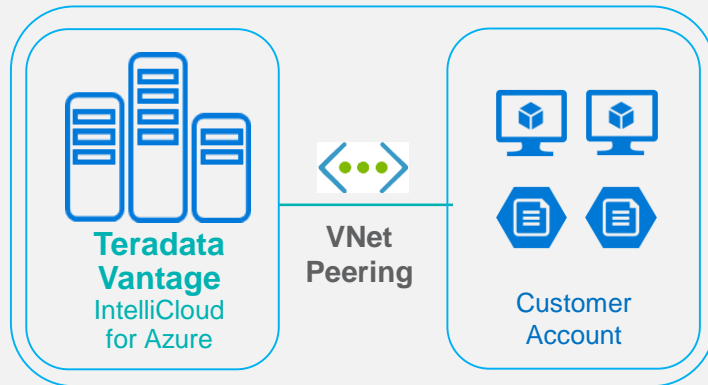 Teradata
Vantage
IntelliCloud
for Azure
VNet
Peering
Customer
Account